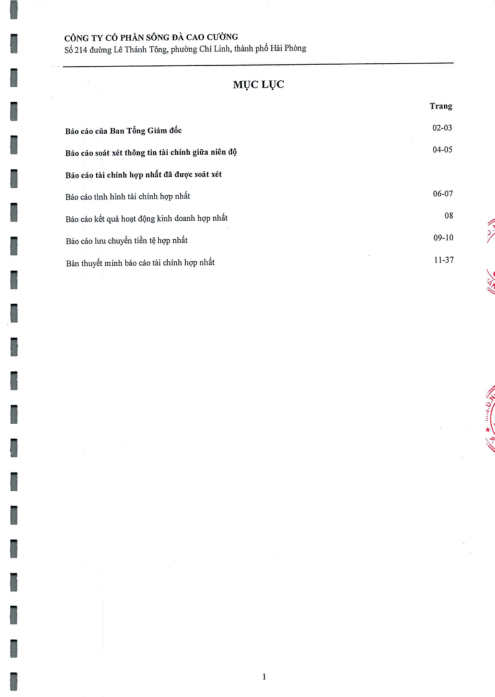 CÔNG TY CỔ PHẦN SÔNG ĐÀ CAO CƯỜNG
Số 214 đường Lê Thánh Tông, phường Chí Linh, thành phố Hải Phòng
MỤC LỤC
Trang
Báo cáo của Ban Tổng Giám đốc 02-03
Báo cáo soát xét thông tin tài chính giữa niên độ 04-05
Báo cáo tài chính hợp nhất đã được soát xét
Báo cáo tình hình tài chính hợp nhất 06-07
Báo cáo kết quả hoạt động kinh doanh hợp nhất 08
Báo cáo lưu chuyển tiền tệ hợp nhất 09-10
Bản thuyết minh báo cáo tài chính hợp nhất 11-37
1